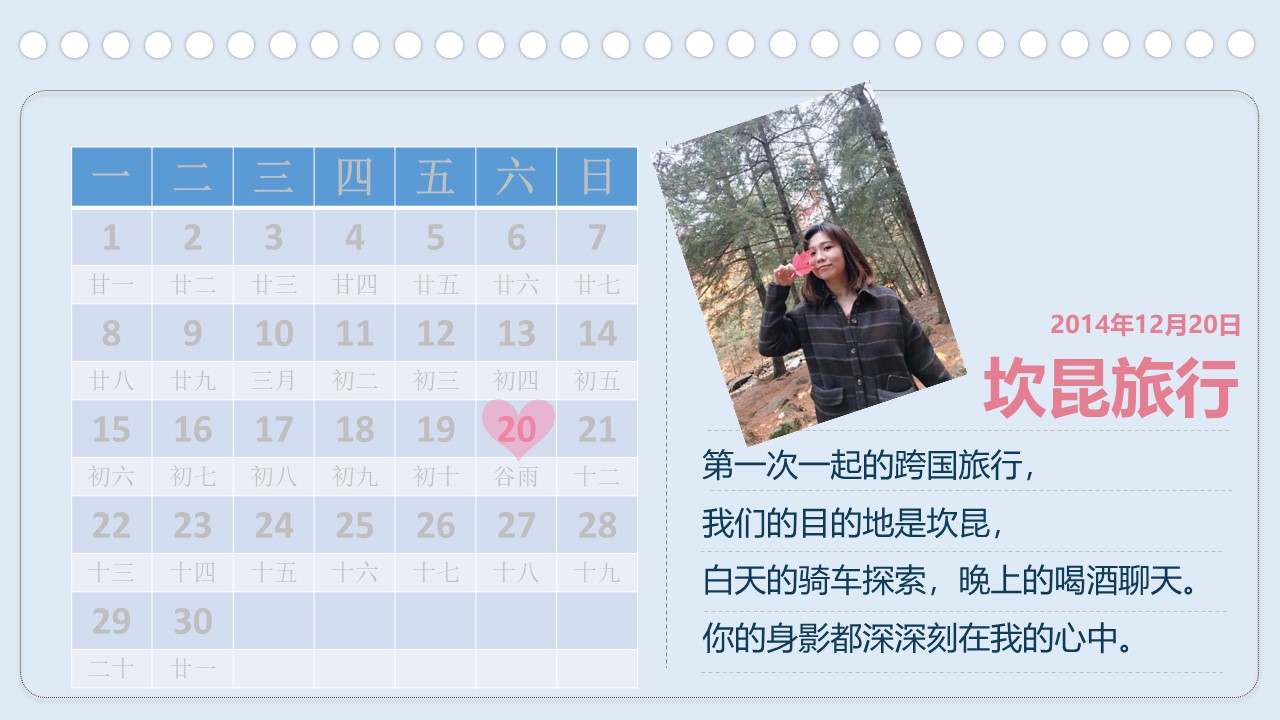 一 二 三 四 五 六 日
1 2 3 4 5 6 7
廿一 廿二 廿三 廿四 廿五 廿六 廿七
8 9 10 11 12 13 14
廿八 廿九 三月 初二 初三 初四 初五
15 16 17 18 19 20 21
初六 初七 初八 初九 初十 谷雨 十二
22 23 24 25 26 27 28
十三 十四 十五 十六 十七 十八 十九
29 30
二十 廿一
2014年12月20日
坎昆旅行
第一次一起的跨国旅行，
我们的目的地是坎昆，
白天的骑车探索，晚上的喝酒聊天。
你的身影都深深刻在我的心中。